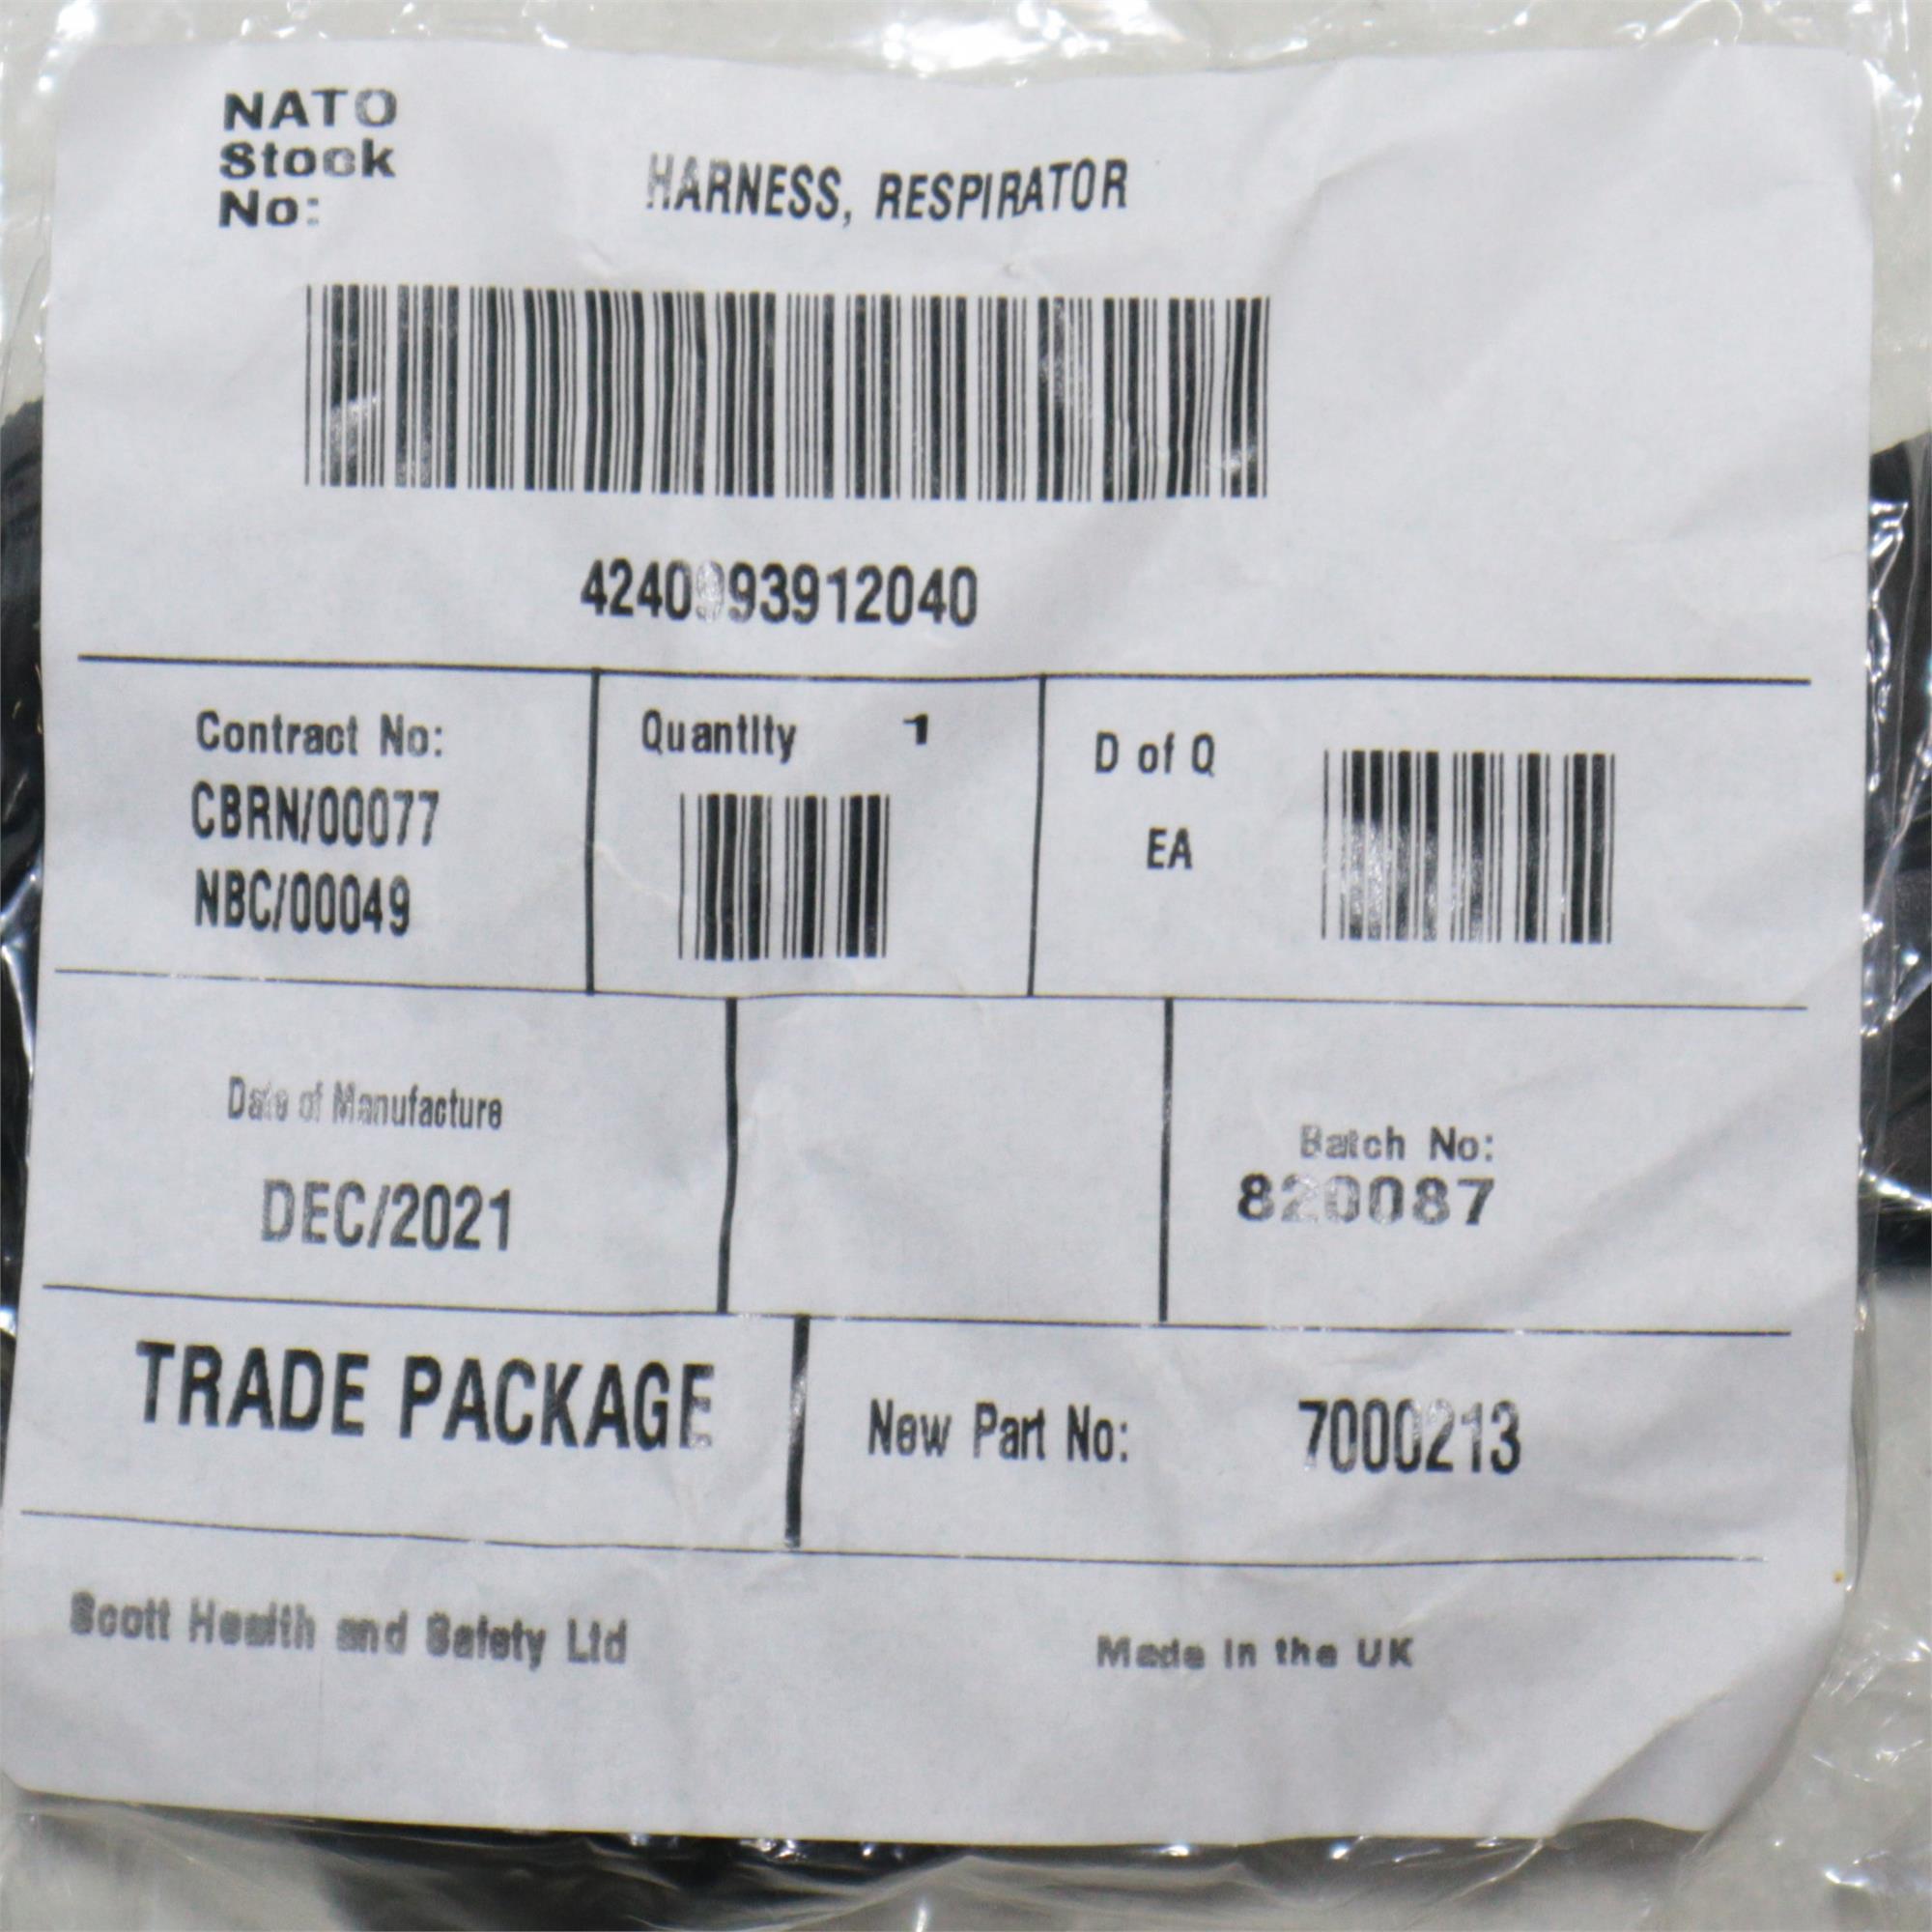 NATO
Stock
No:
HARNESS, RESPIRATOR
4240993912040
Contract No:
CBRN/00077
NBC/00049
Quantity 1
D of Q
EA
Date of Manufacture
DEC/2021
Batch No:
820087
TRADE PACKAGE
New Part No: 7000213
Scott Health and Safety Ltd
Made in the UK